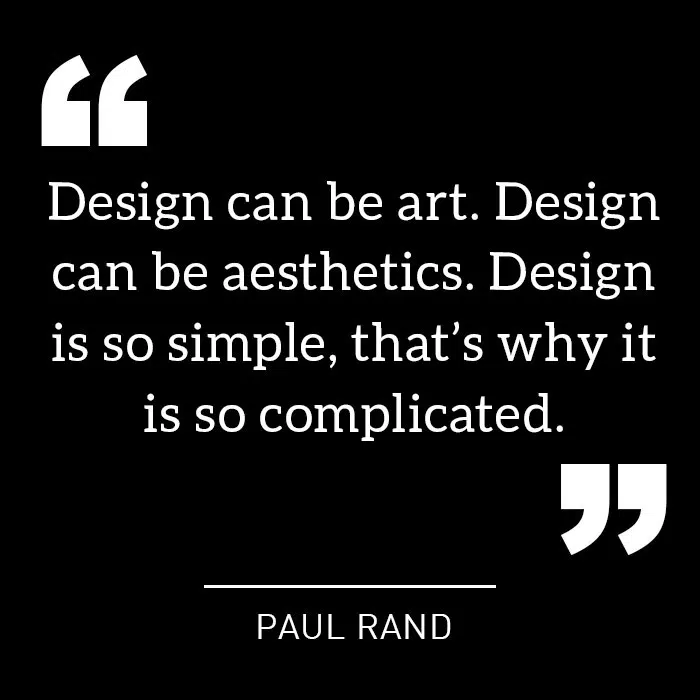 “
Design can be art. Design
can be aesthetics. Design
is so simple, that’s why it
is so complicated.
”
PAUL RAND